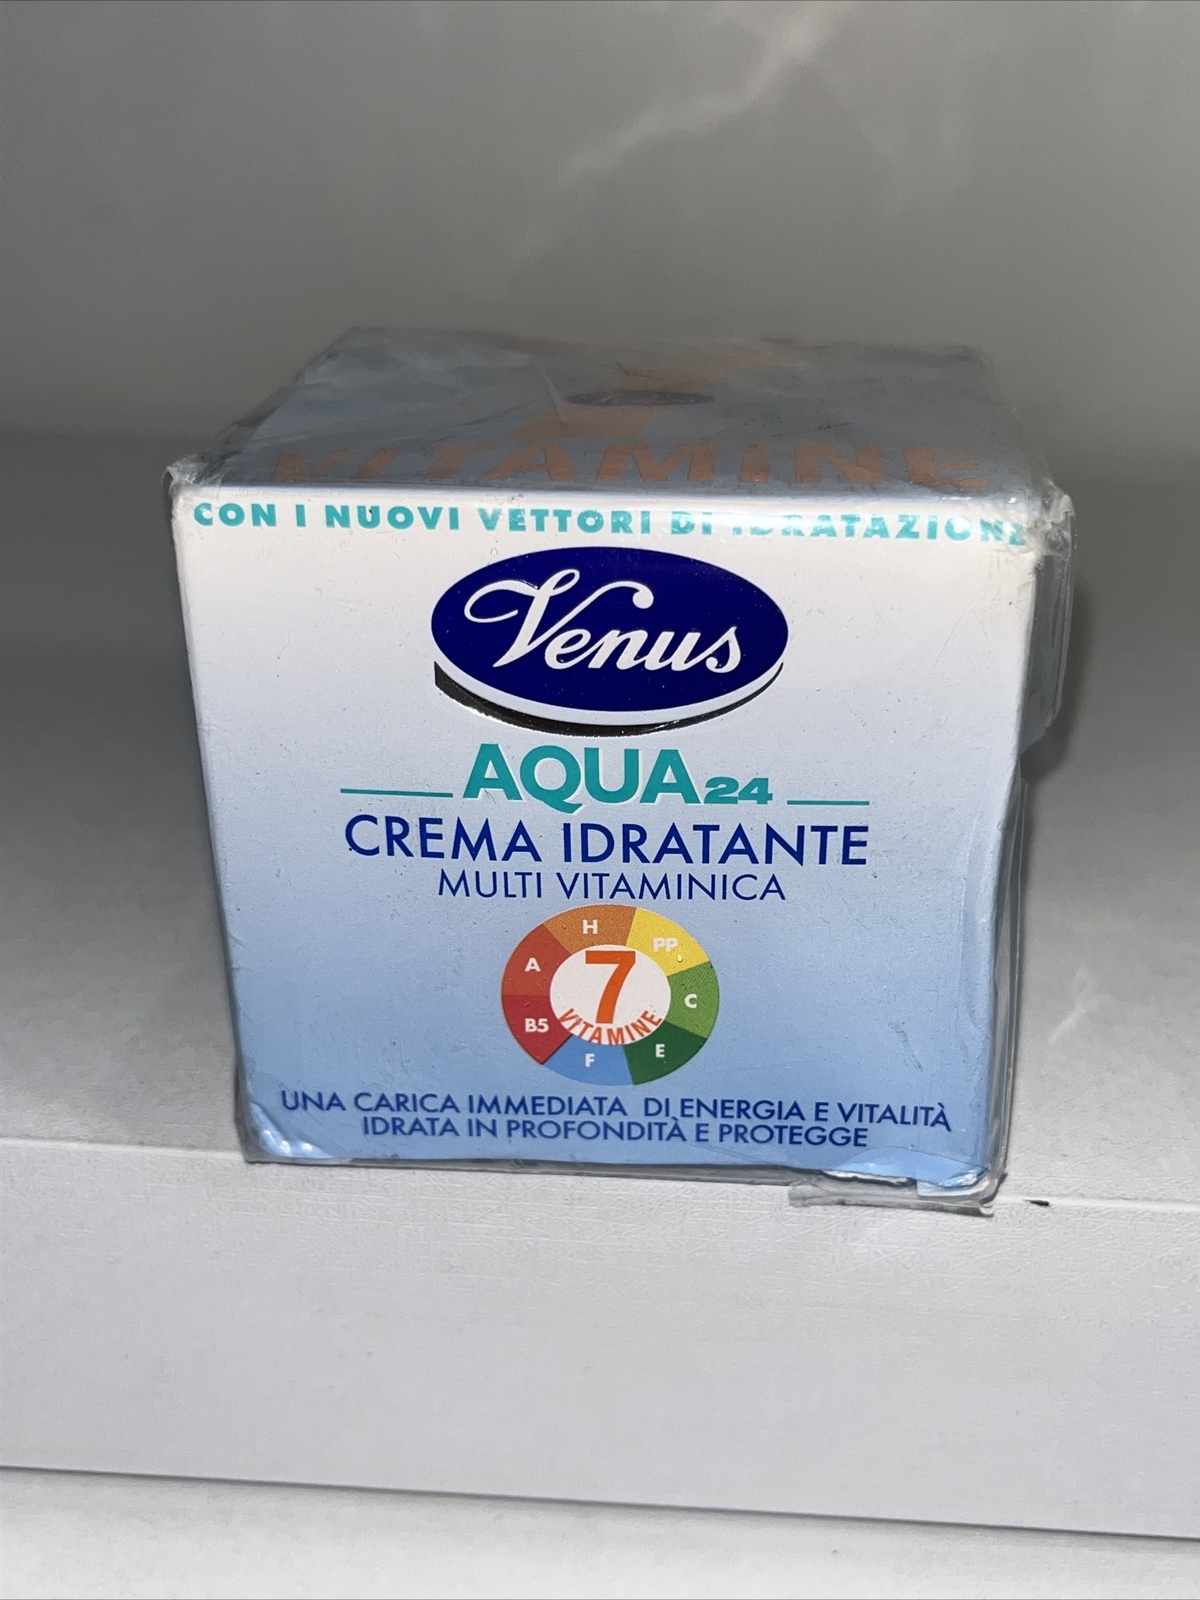 Venus
VITAMINE
CON I NUOVI VETTORI DI IDRATAZIONE
Venus
AQUA24
CREMA IDRATANTE
MULTI VITAMINICA
H
PP
A
7
C
B5
VITAMINE
E
F
UNA CARICA IMMEDIATA DI ENERGIA E VITALITÀ
IDRATA IN PROFONDITÀ E PROTEGGE